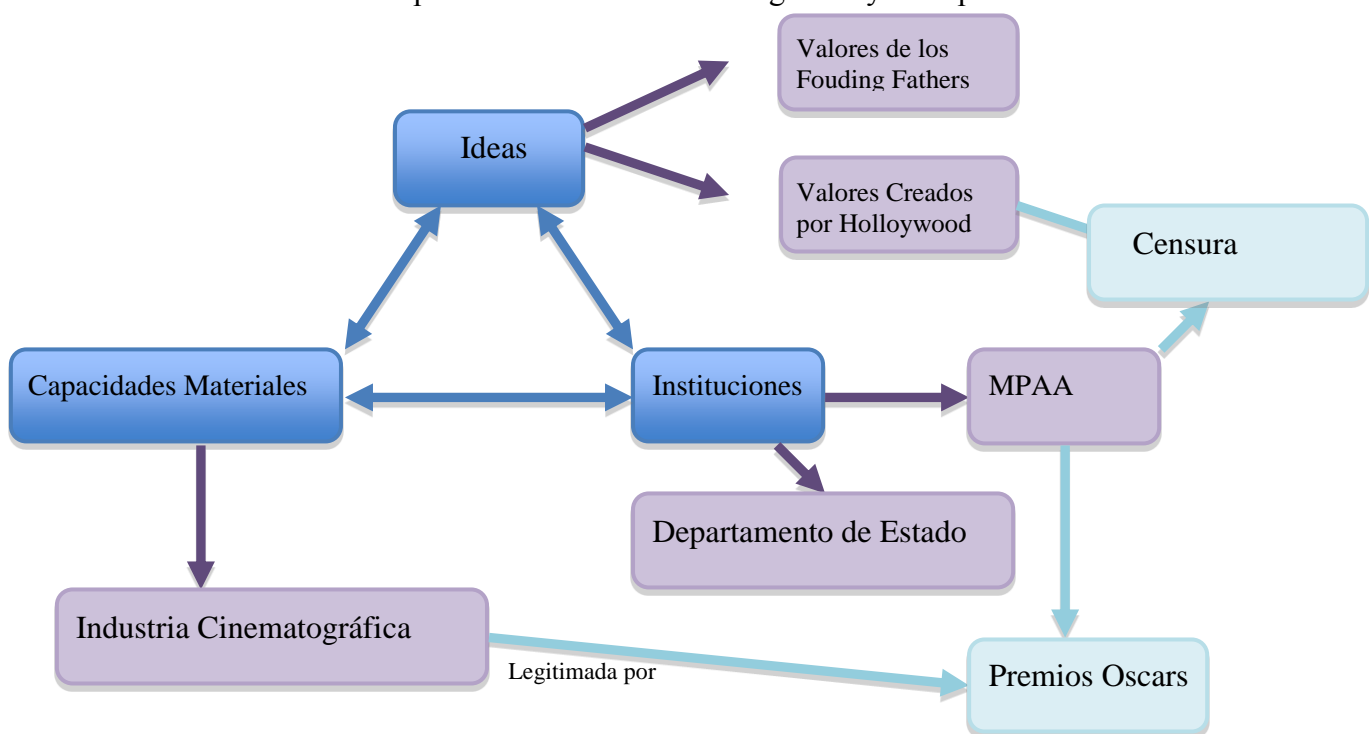 Valores de los
Fouding Fathers
Ideas
Valores Creados
por Holloywood
Censura
Capacidades Materiales
Instituciones
MPAA
Departamento de Estado
Industria Cinematográfica
Legitimada por
Premios Oscars